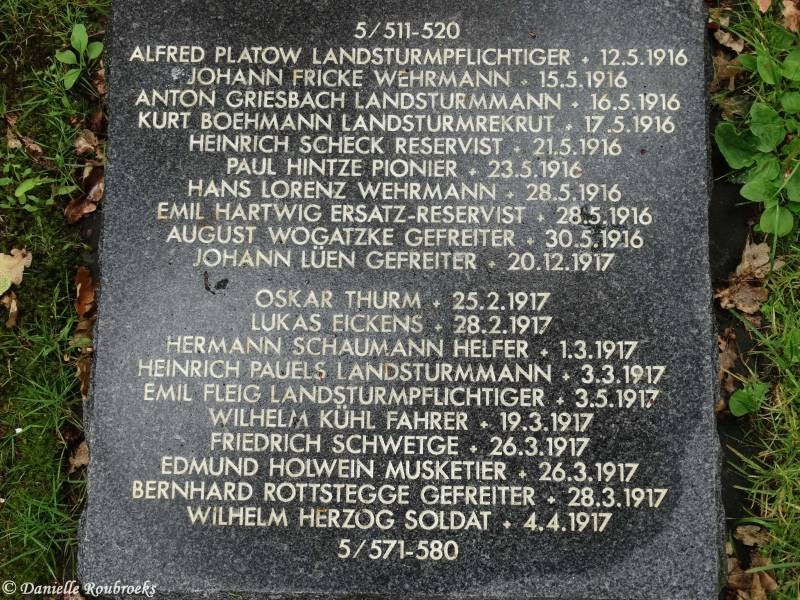 5/511-520
ALFRED PLATOW LANDSTURMPFLICHTIGER + 12.5.1916
JOHANN FRICKE WEHRMANN + 15.5.1916
ANTON GRIESBACH LANDSTURMMANN + 16.5.1916
KURT BOEHMANN LANDSTURMREKRUT + 17.5.1916
HEINRICH SCHECK RESERVIST + 21.5.1916
PAUL HINTZE PIONIER + 23.5.1916
HANS LORENZ WEHRMANN + 28.5.1916
EMIL HARTWIG ERSATZ-RESERVIST + 28.5.1916
AUGUST WOGATZKE GEFREITER + 30.5.1916
JOHANN LÜEN GEFREITER + 20.12.1917
OSKAR THURM + 25.2.1917
LUKAS EICKENS + 28.2.1917
HERMANN SCHAUMANN HELFER + 1.3.1917
HEINRICH PAUELS LANDSTURMMANN + 3.3.1917
EMIL FLEIG LANDSTURMPFLICHTIGER + 3.5.1917
WILHELM KÜHL FAHRER + 19.3.1917
FRIEDRICH SCHWETGE + 26.3.1917
EDMUND HOLWEIN MUSKETIER + 26.3.1917
BERNHARD ROTTSTEGGE GEFREITER + 28.3.1917
WILHELM HERZOG SOLDAT + 4.4.1917
5/571-580
© Danielle Roubroeks